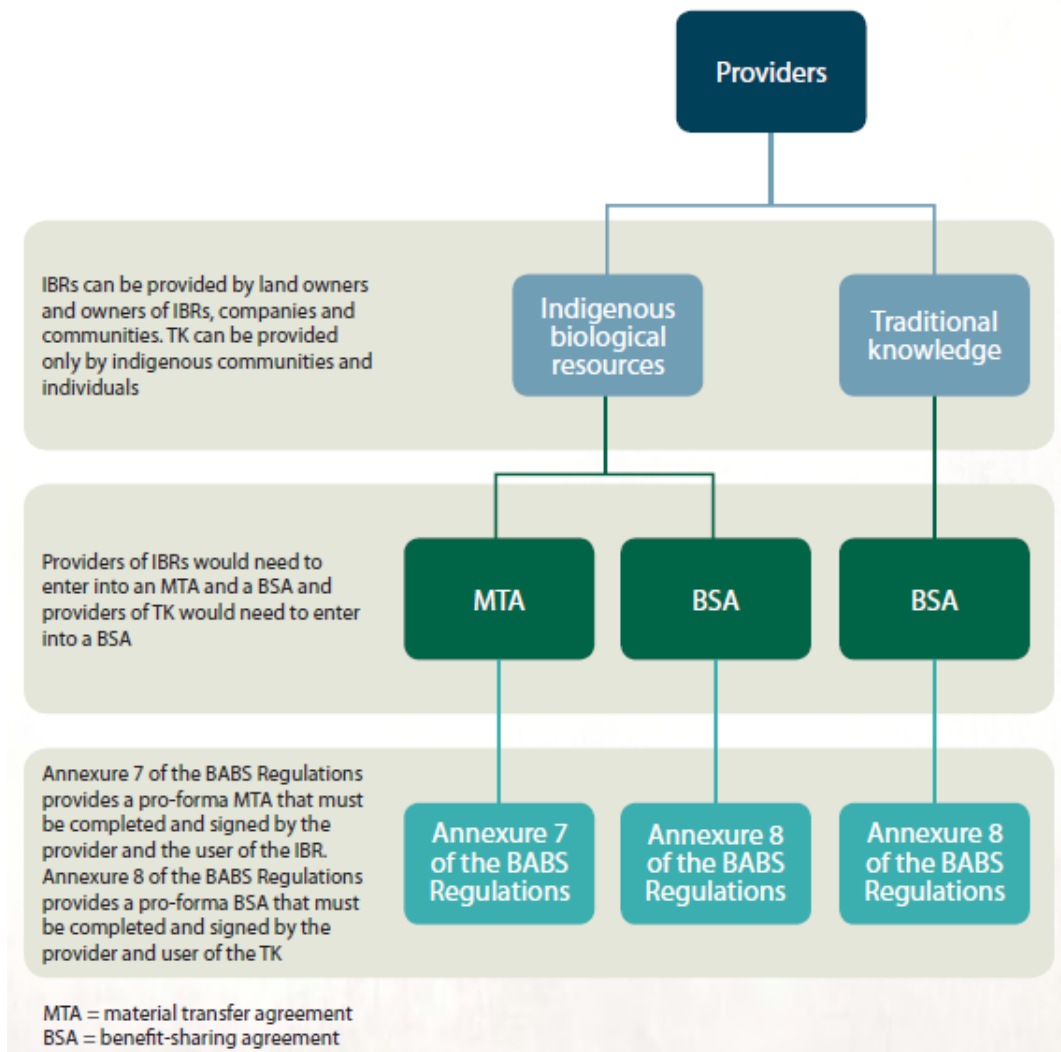 Providers
IBRs can be provided by land owners
and owners of IBRs, companies and
communities. TK can be provided
only by indigenous communities and
individuals
Indigenous
biological
resources
Traditional
knowledge
Providers of IBRs would need to
enter into an MTA and a BSA and
providers of TK would need to enter
into a BSA
MTA
BSA
BSA
Annexure 7 of the BABS Regulations
provides a pro-forma MTA that must
be completed and signed by the
provider and the user of the IBR.
Annexure 8 of the BABS Regulations
provides a pro-forma BSA that must
be completed and signed by the
provider and user of the TK
Annexure 7
of the BABS
Regulations
Annexure 8
of the BABS
Regulations
Annexure 8
of the BABS
Regulations
MTA = material transfer agreement
BSA = benefit-sharing agreement